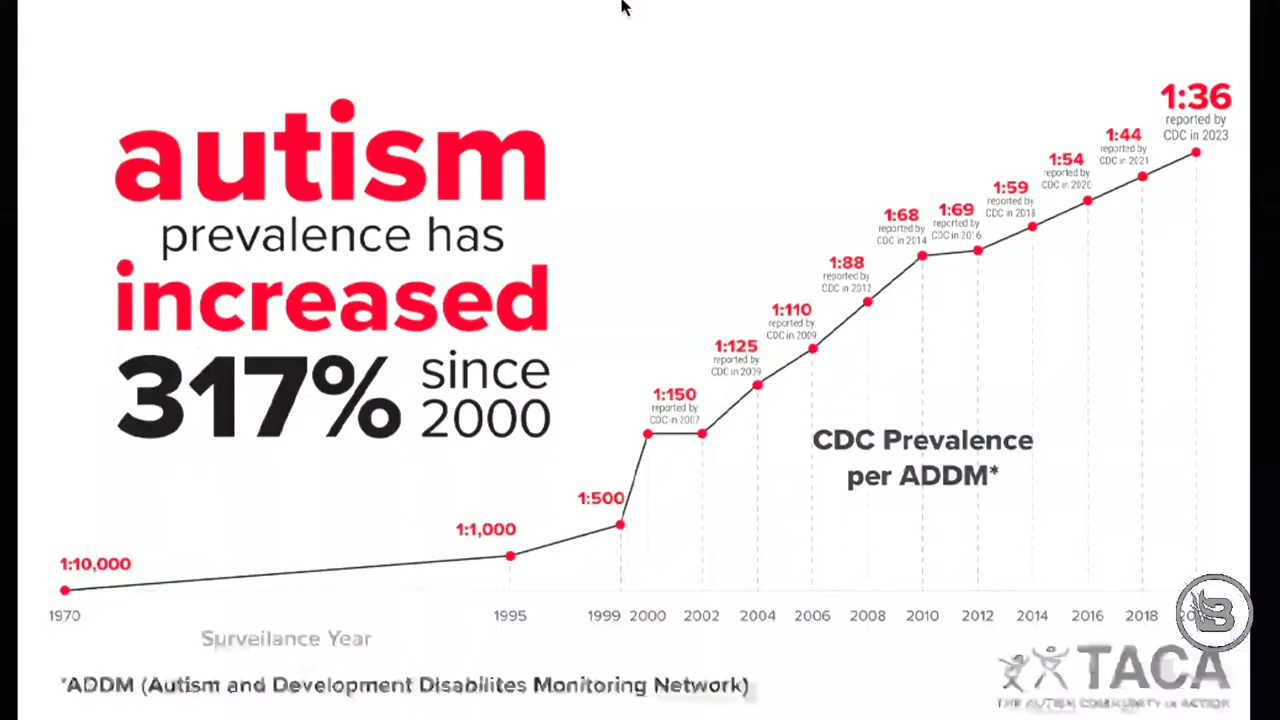 autism
prevalence has
increased
317% since
2000
1:36
reported by
CDC in 2023
1:44
reported by
CDC in 2021
1:54
reported by
CDC in 2020
1:59
reported by
CDC in 2018
1:69
reported by
CDC in 2016
1:68
reported by
CDC in 2014
1:88
reported by
CDC in 2012
1:110
reported by
CDC in 2009
1:125
reported by
CDC in 2009
1:150
reported by
CDC in 2007
1:500
1:1,000
1:10,000
CDC Prevalence
per ADDM*
1970 1995 1999 2000 2002 2004 2006 2008 2010 2012 2014 2016 2018
Surveilance Year
*ADDM (Autism and Development Disabilites Monitoring Network)
B
TACA
THE AUTISM COMMUNITY IN ACTION